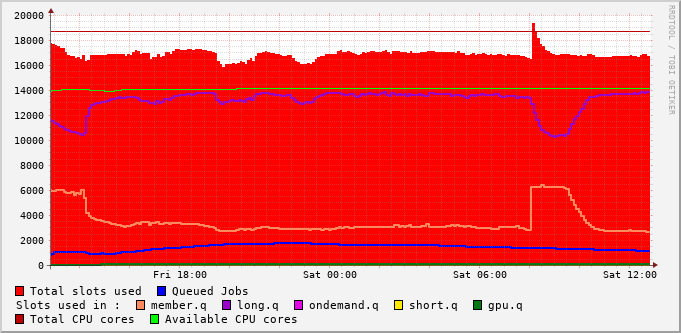 20000
18000
16000
14000
12000
10000
8000
6000
4000
2000
0
Fri 18:00 Sat 00:00 Sat 06:00 Sat 12:00
Total slots used Queued Jobs
Slots used in : member.q long.q ondemand.q short.q gpu.q
Total CPU cores Available CPU cores
RRDTOOL / TOBI OETIKER